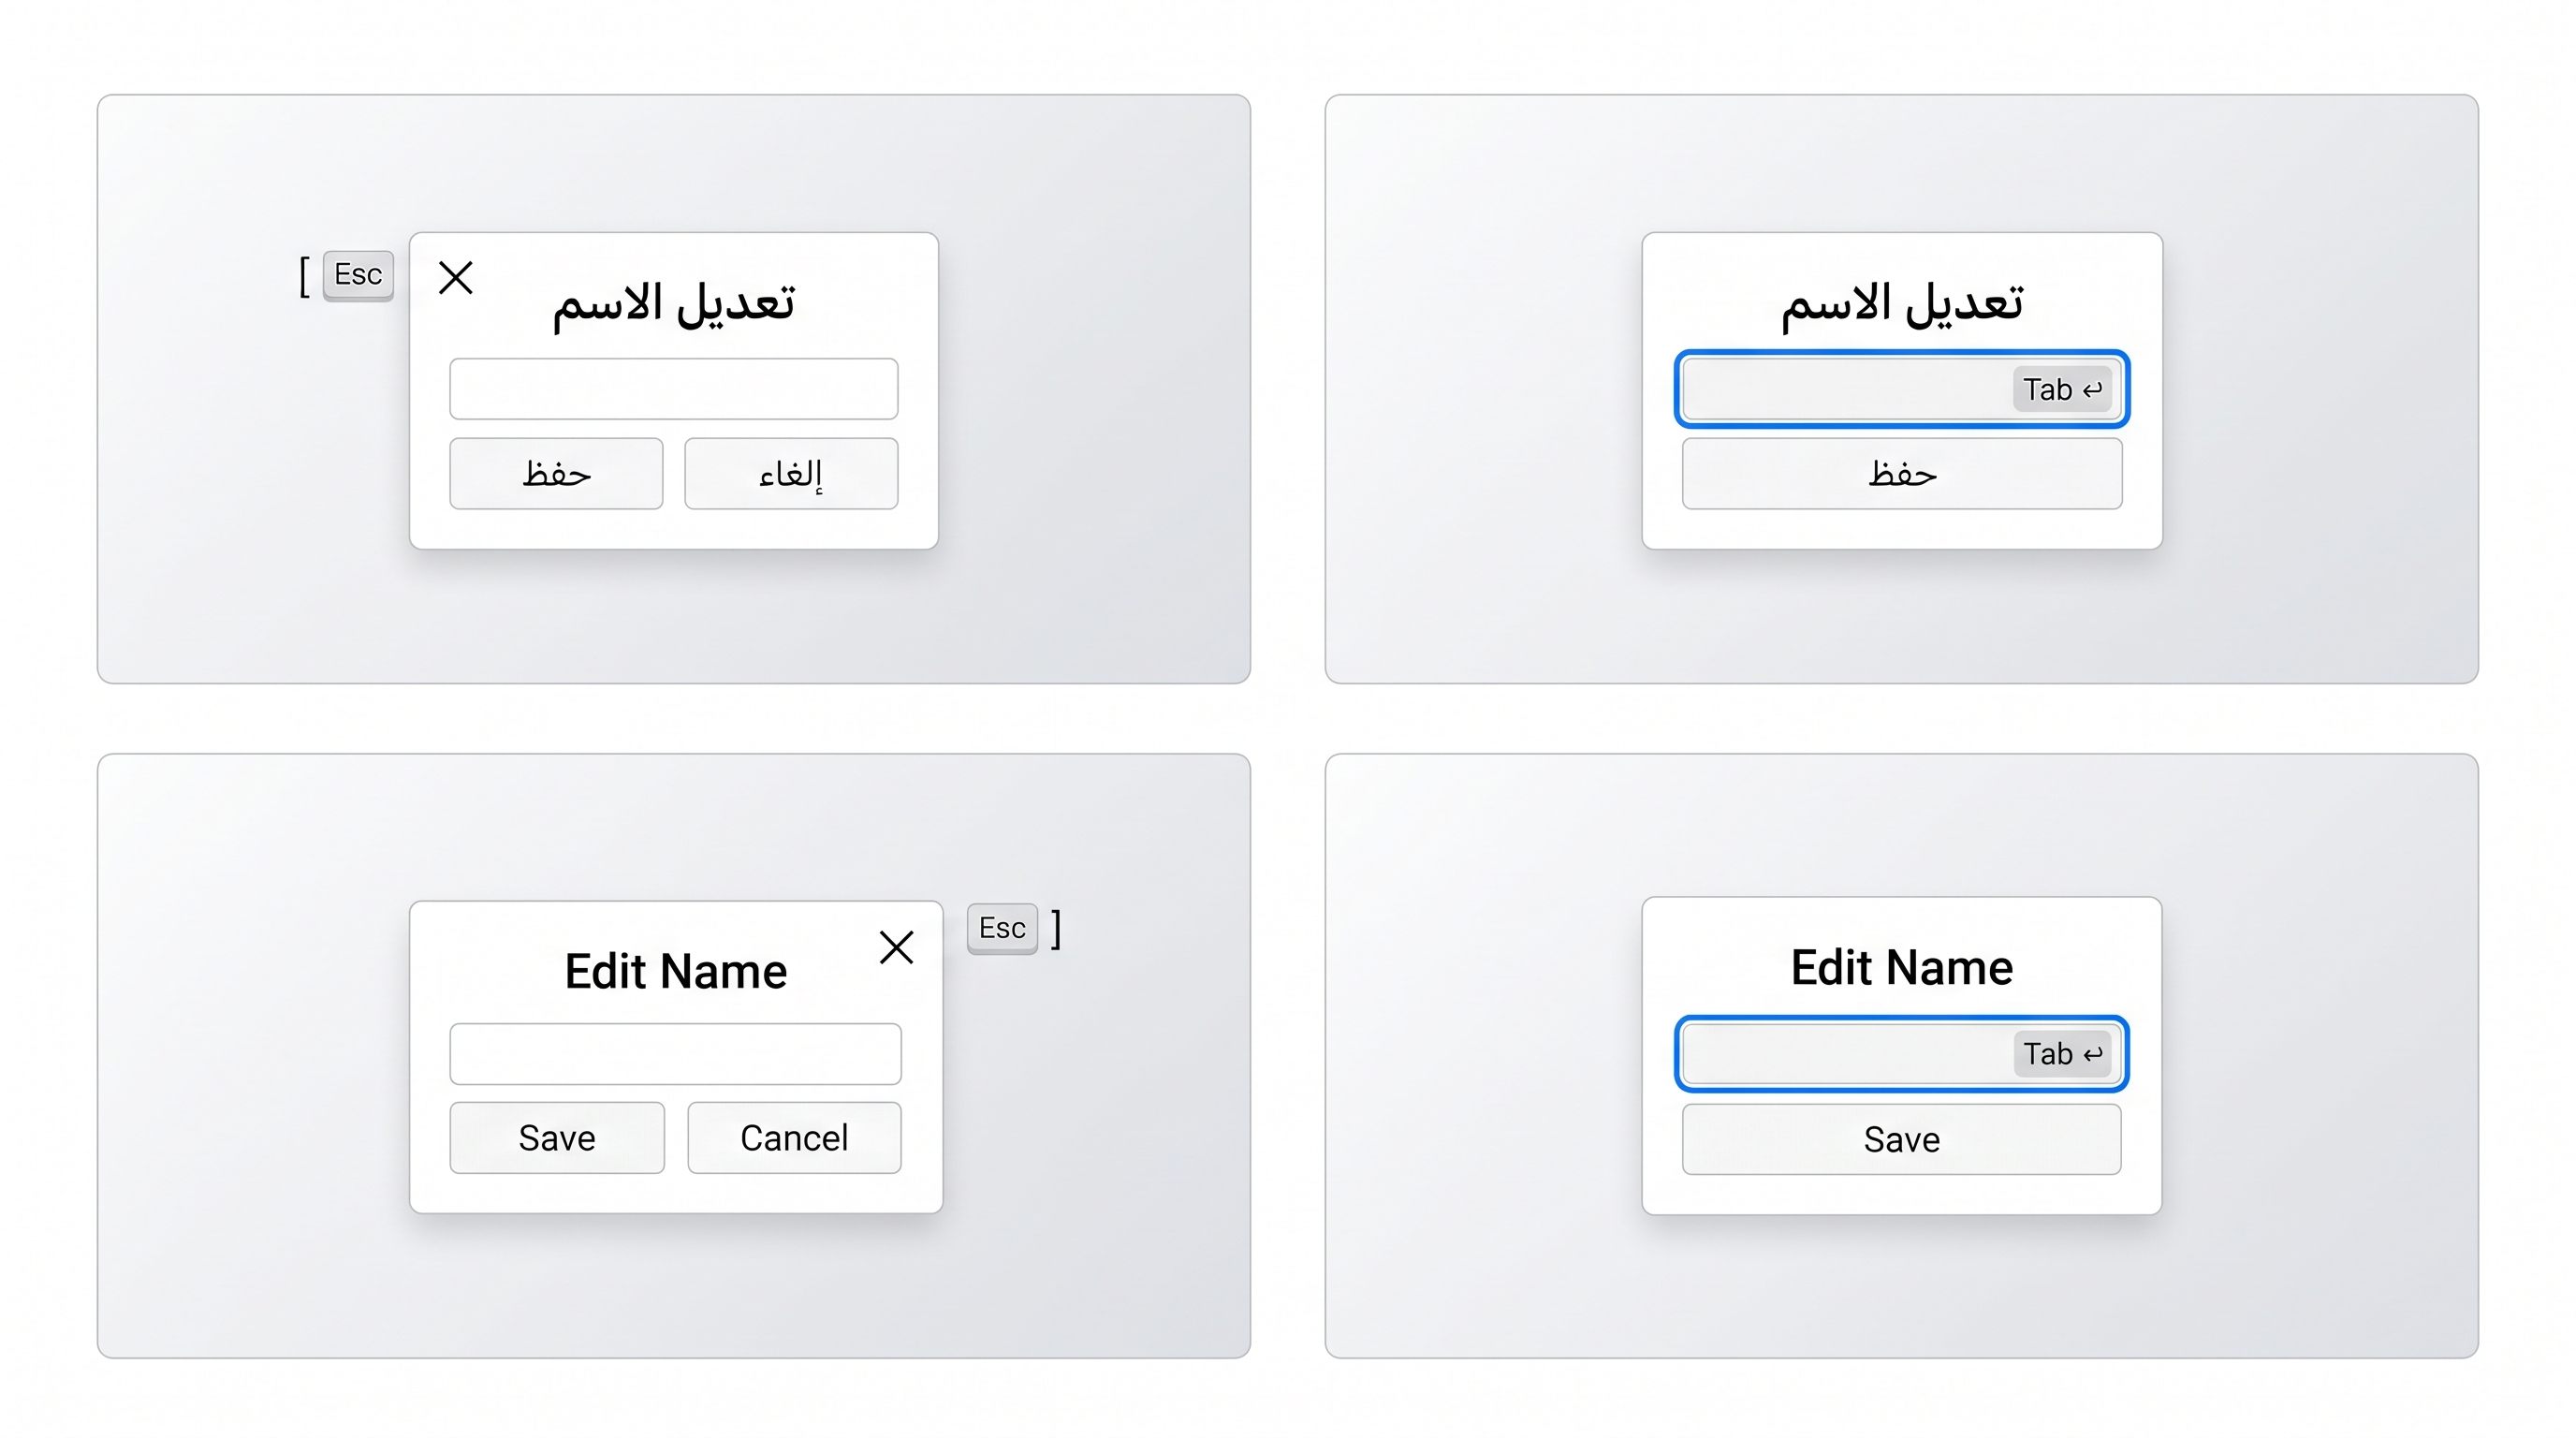 [ Esc
تعديل الاسم
إلغاء
حفظ
تعديل الاسم
Tab ↩
حفظ
Edit Name
Esc ]
Save
Cancel
Edit Name
Tab ↩
Save